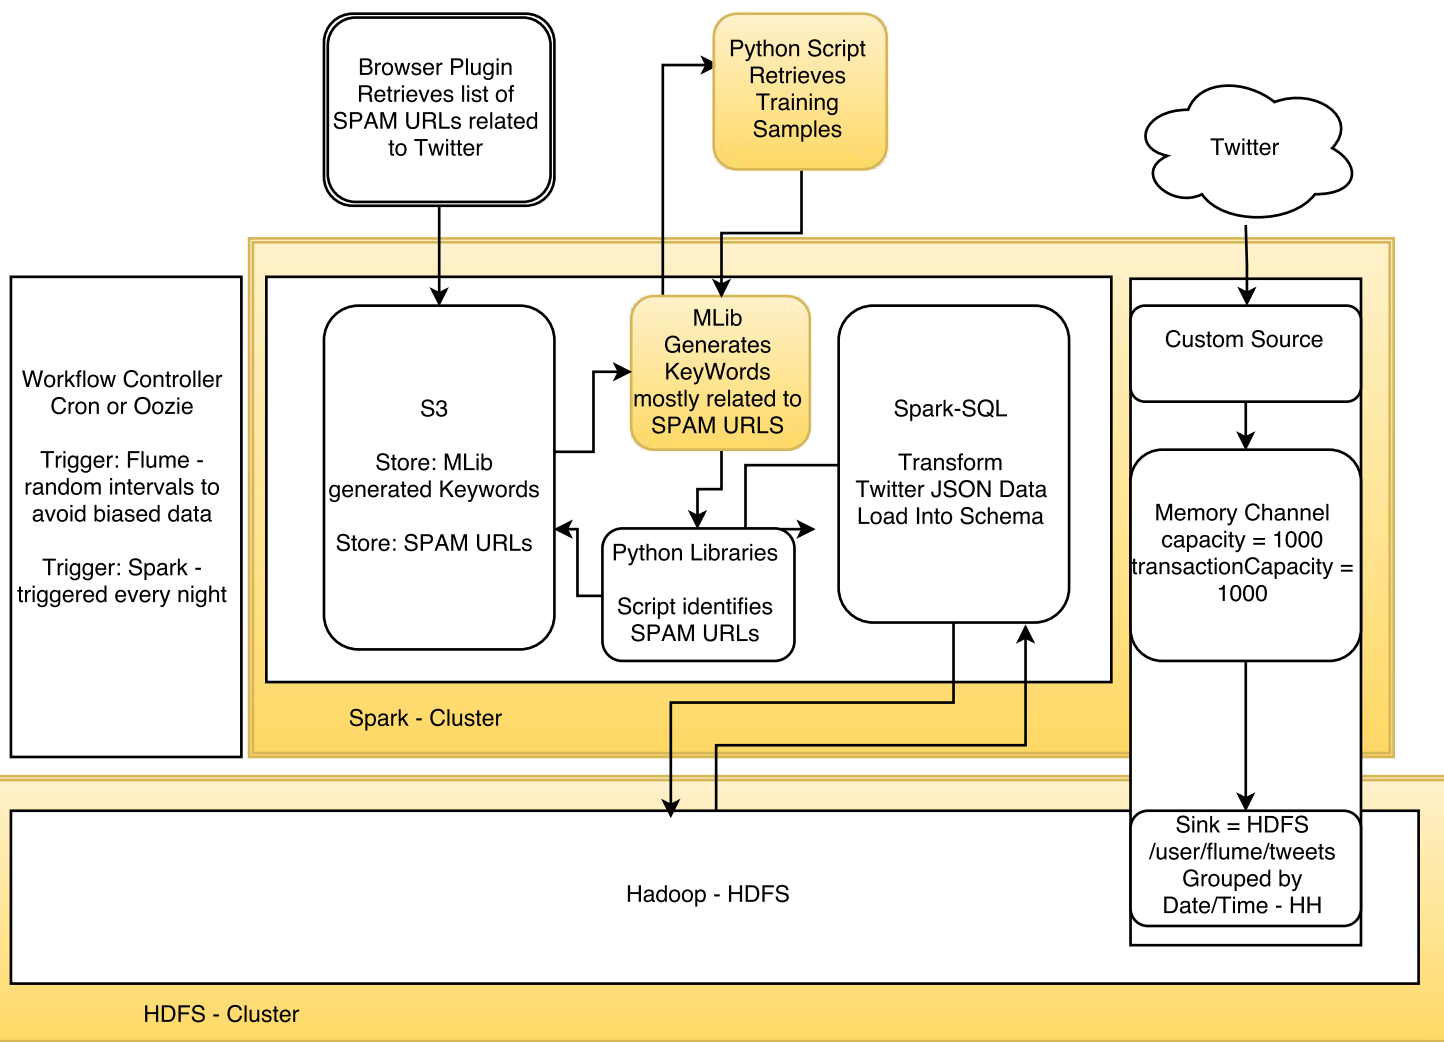 Browser Plugin
Retrieves list of
SPAM URLs related
to Twitter
Python Script
Retrieves
Training
Samples
Twitter
Workflow Controller
Cron or Oozie
Trigger: Flume -
random intervals to
avoid biased data
Trigger: Spark -
triggered every night
S3
Store: MLib
generated Keywords
Store: SPAM URLs
MLib
Generates
KeyWords
mostly related to
SPAM URLS
Python Libraries
Script identifies
SPAM URLs
Spark-SQL
Transform
Twitter JSON Data
Load Into Schema
Custom Source
Memory Channel
capacity = 1000
transactionCapacity =
1000
Spark - Cluster
Sink = HDFS
/user/flume/tweets
Grouped by
Date/Time - HH
Hadoop - HDFS
HDFS - Cluster